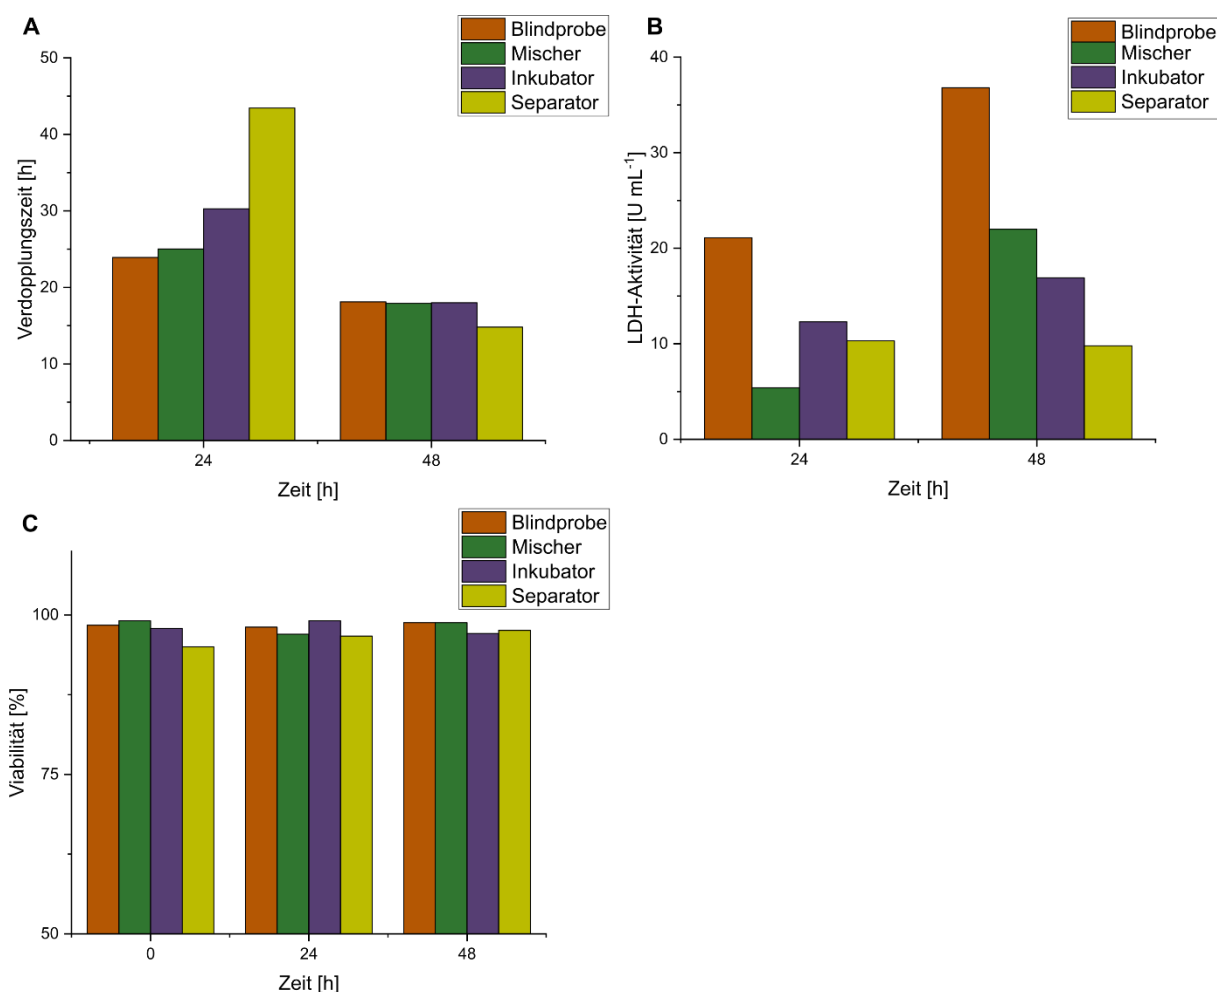 A
Blindprobe
Mischer
Inkubator
Separator
50
40
30
20
10
0
Verdopplungszeit [h]
24
48
Zeit [h]
B
Blindprobe
Mischer
Inkubator
Separator
40
30
20
10
0
LDH-Aktivität [U mL⁻¹]
24
48
Zeit [h]
C
Blindprobe
Mischer
Inkubator
Separator
100
75
50
Viabilität [%]
0
24
48
Zeit [h]